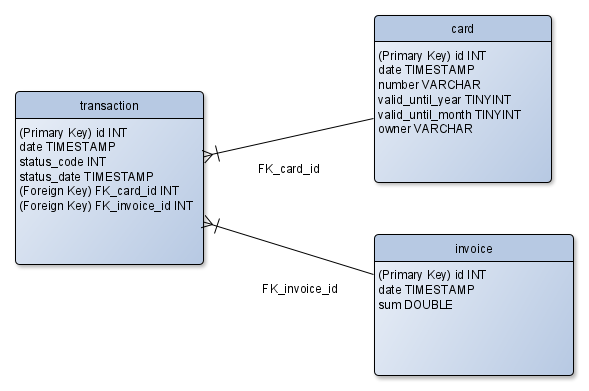 card
(Primary Key) id INT
date TIMESTAMP
number VARCHAR
valid_until_year TINYINT
valid_until_month TINYINT
owner VARCHAR
transaction
(Primary Key) id INT
date TIMESTAMP
status_code INT
status_date TIMESTAMP
(Foreign Key) FK_card_id INT
(Foreign Key) FK_invoice_id INT
FK_card_id
invoice
(Primary Key) id INT
date TIMESTAMP
sum DOUBLE
FK_invoice_id